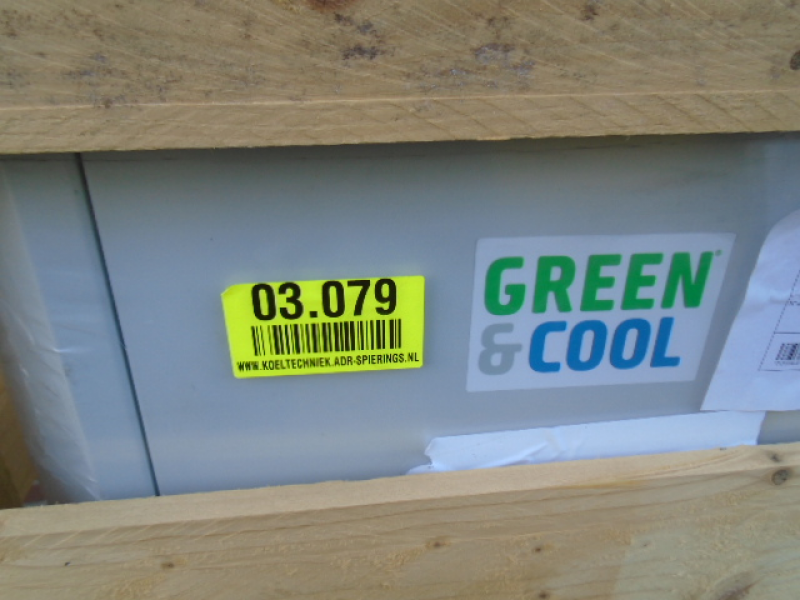 03.079
WWW.KOELTECHNIEK.ADR-SPIERINGS.NL
GREEN
& COOL